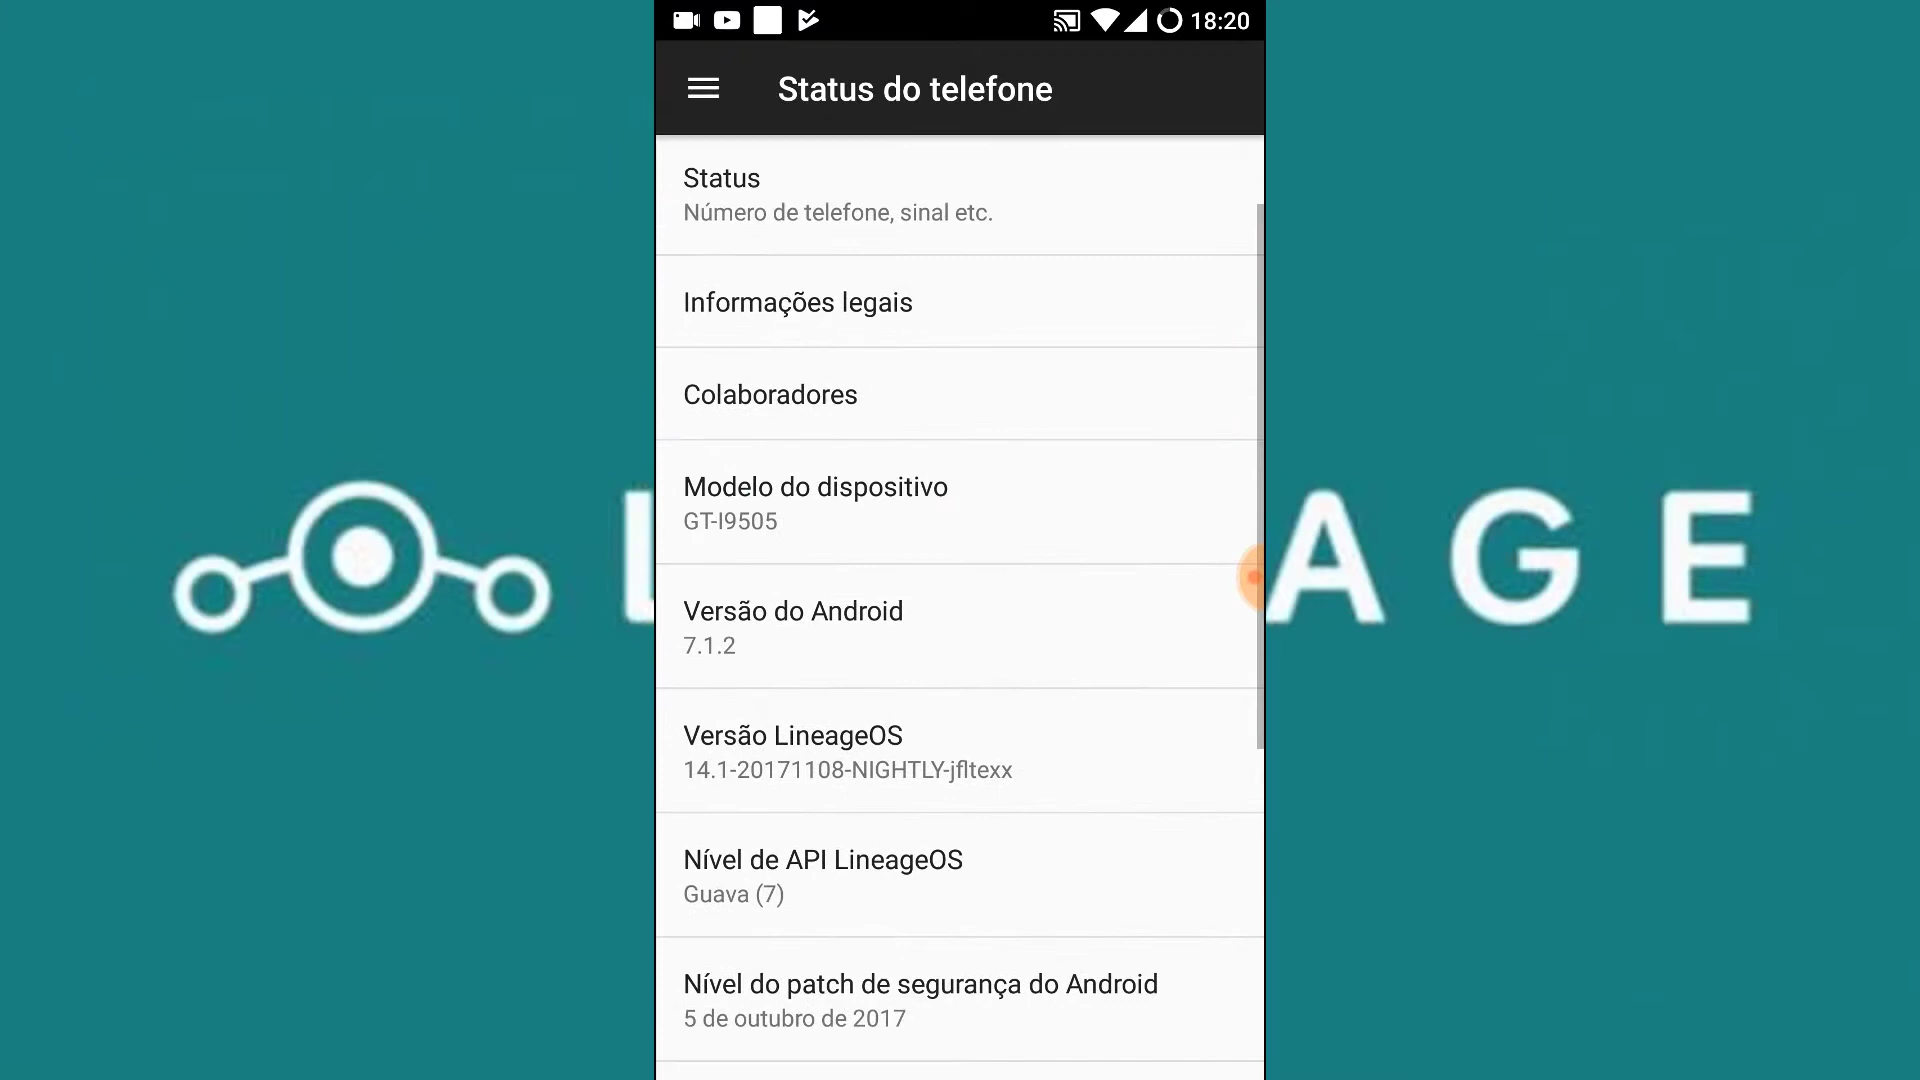 18:20
Status do telefone
Status
Número de telefone, sinal etc.
Informações legais
Colaboradores
Modelo do dispositivo
GT-I9505
Versão do Android
7.1.2
Versão LineageOS
14.1-20171108-NIGHTLY-jfltexx
Nível de API LineageOS
Guava (7)
Nível do patch de segurança do Android
5 de outubro de 2017
L AGE